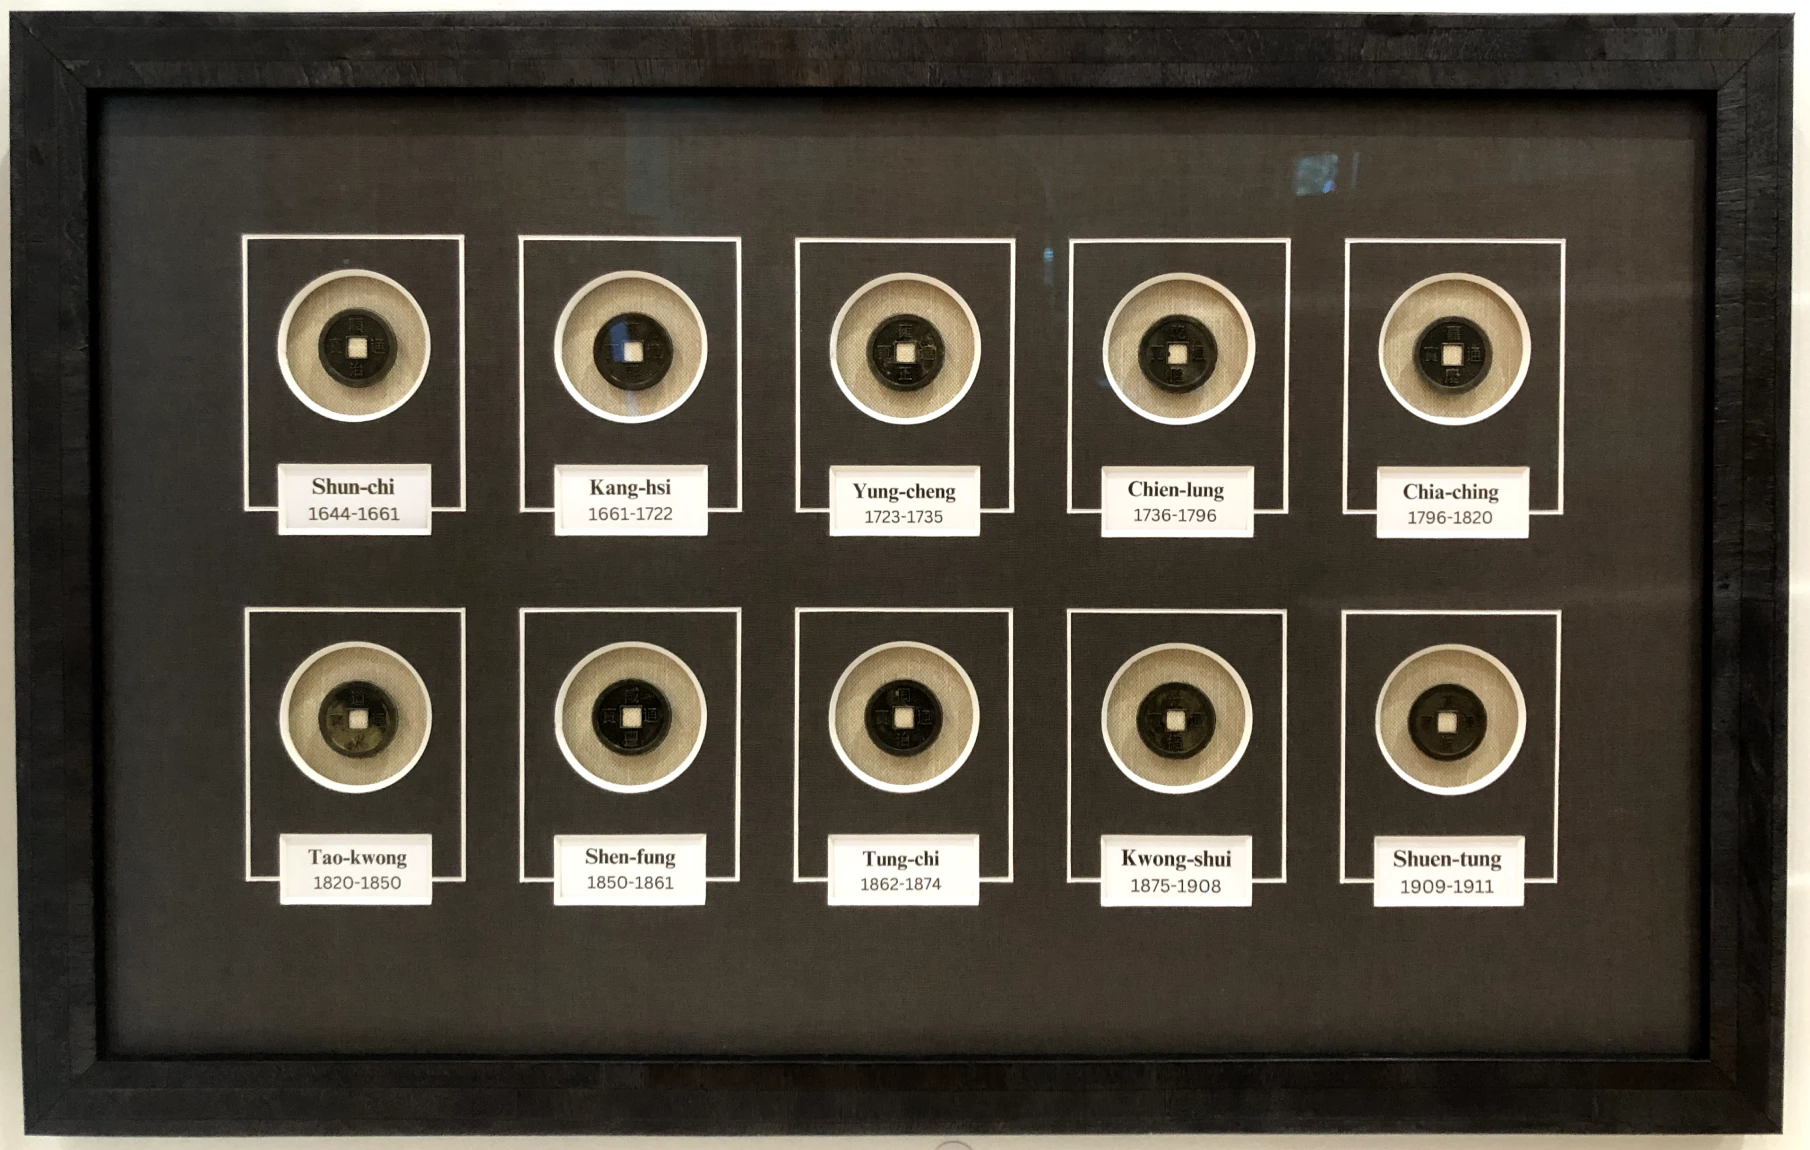 Shun-chi
1644-1661
Kang-hsi
1661-1722
Yung-cheng
1723-1735
Chien-lung
1736-1796
Chia-ching
1796-1820
Tao-kwong
1820-1850
Shen-fung
1850-1861
Tung-chi
1862-1874
Kwong-shui
1875-1908
Shuen-tung
1909-1911